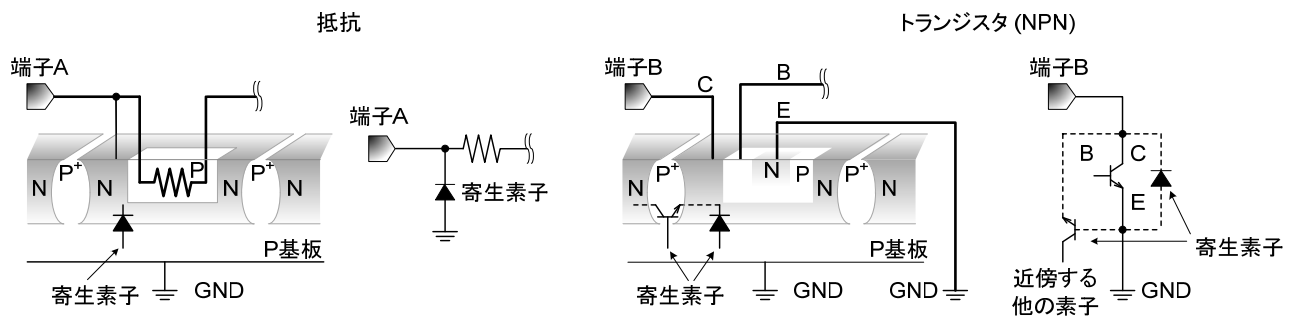 抵抗
トランジスタ (NPN)
端子A
P
N
P⁺
N
N
P⁺
N
P基板
寄生素子
GND
端子A
寄生素子
端子B
C
B
E
N
P⁺
N
P
N
P⁺
N
P基板
寄生素子
GND
GND
端子B
B
C
E
寄生素子
近傍する
他の素子
GND